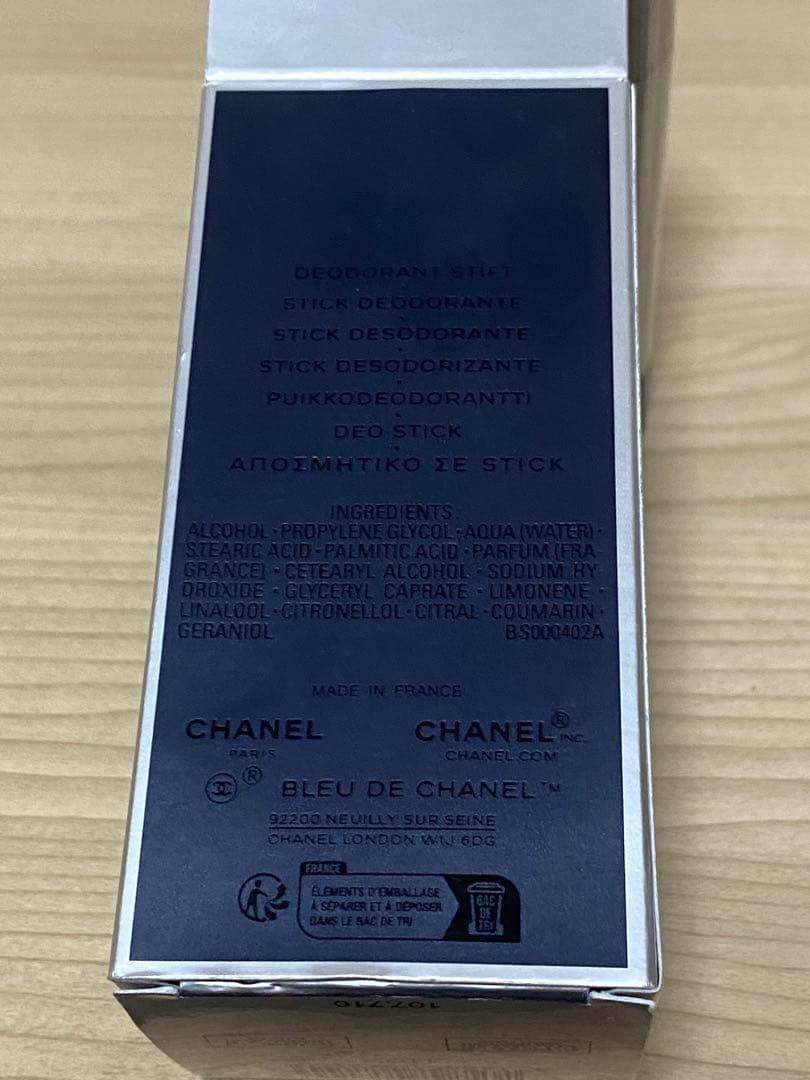 DEODORANT STIFT
STICK DEODORANTE
STICK DESODORANTE
STICK DESODORIZANTE
PUIKKODEODORANTTI
DEO STICK
ΑΠΟΣΜΗΤΙΚΟ ΣΕ STICK
INGREDIENTS:
ALCOHOL • PROPYLENE GLYCOL • AQUA (WATER) •
STEARIC ACID • PALMITIC ACID • PARFUM (FRA
GRANCE) • CETEARYL ALCOHOL • SODIUM HY
DROXIDE • GLYCERYL CAPRATE • LIMONENE •
LINALOOL • CITRONELLOL • CITRAL • COUMARIN •
GERANIOL BS000402A
MADE IN FRANCE
CHANEL CHANEL® INC.
PARIS CHANEL.COM
® BLEU DE CHANEL™
92200 NEUILLY SUR SEINE
CHANEL LONDON W1J 6DG
FRANCE
ÉLÉMENTS D'EMBALLAGE
À SÉPARER ET À DÉPOSER
DANS LE BAC DE TRI
BAC
DE
TRI
107.710